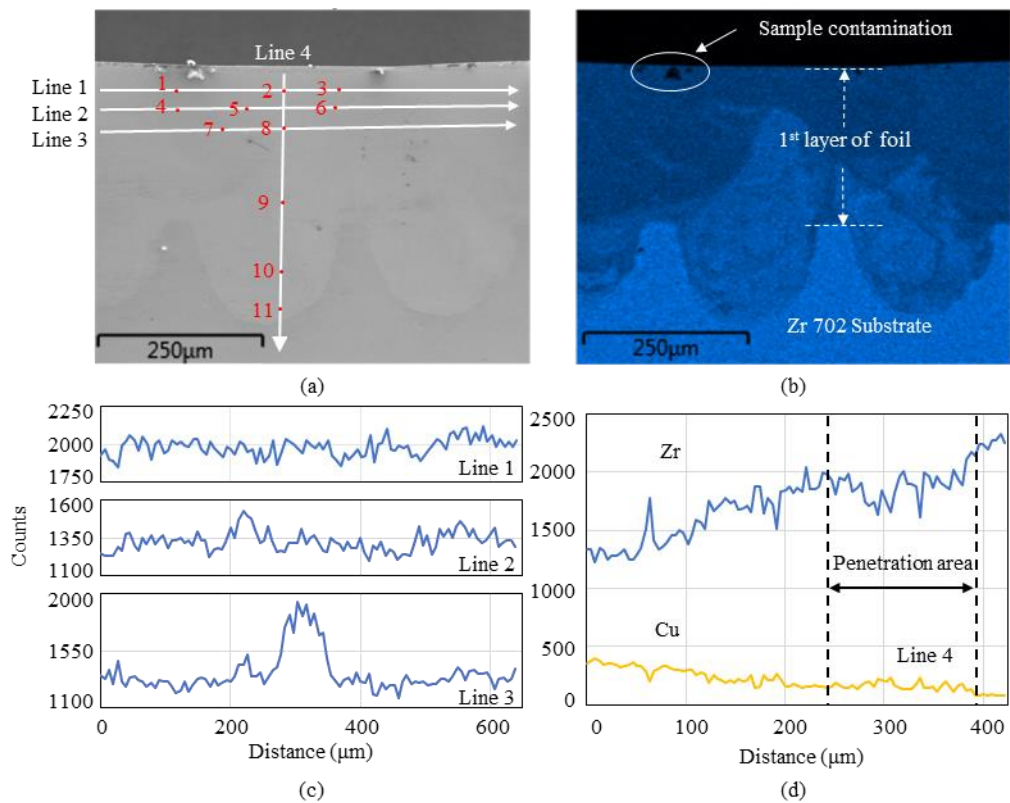 Line 4
Line 1
Line 2
Line 3
1
2
3
4
5
6
7
8
9
10
11
250μm
(a)
Sample contamination
1st layer of foil
Zr 702 Substrate
250μm
(b)
Counts
2250
2000
1750
Line 1
1600
1350
1100
Line 2
2000
1550
1100
Line 3
0 200 400 600
Distance (μm)
(c)
2500
2000
1500
1000
500
0
Zr
Penetration area
Cu
Line 4
0 100 200 300 400
Distance (μm)
(d)